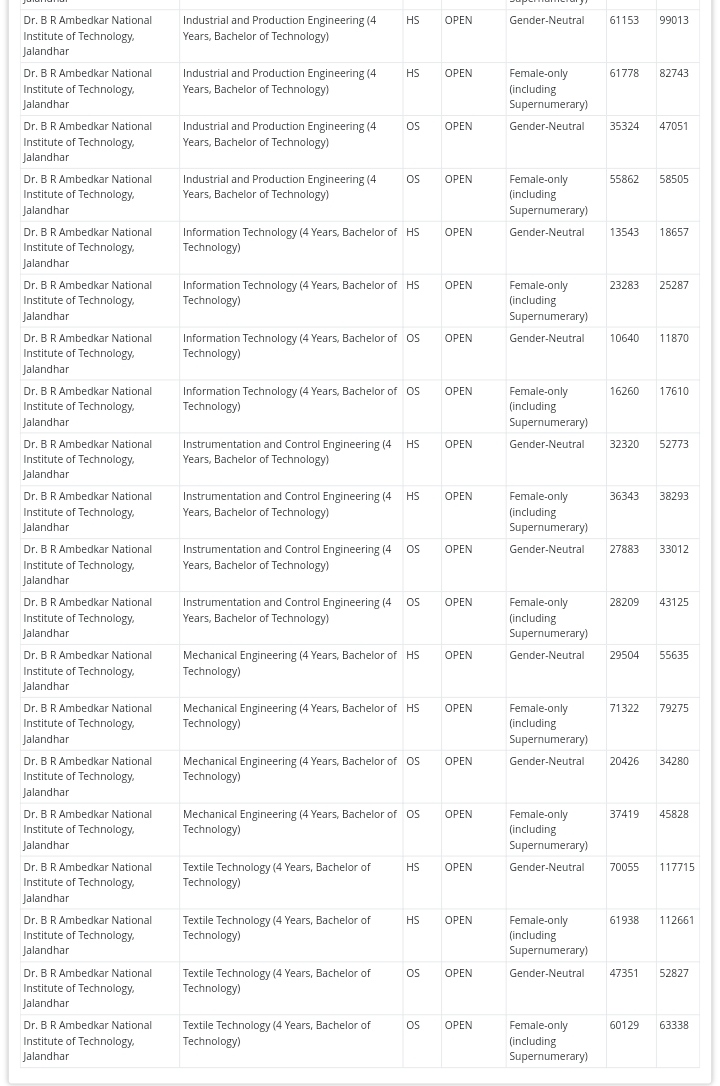 Jalandhar Supernumerary)
Dr. B R Ambedkar National Industrial and Production Engineering (4 HS OPEN Gender-Neutral 61153 99013
Institute of Technology, Years, Bachelor of Technology)
Jalandhar
Dr. B R Ambedkar National Industrial and Production Engineering (4 HS OPEN Female-only 61778 82743
Institute of Technology, Years, Bachelor of Technology) (including
Jalandhar Supernumerary)
Dr. B R Ambedkar National Industrial and Production Engineering (4 OS OPEN Gender-Neutral 35324 47051
Institute of Technology, Years, Bachelor of Technology)
Jalandhar
Dr. B R Ambedkar National Industrial and Production Engineering (4 OS OPEN Female-only 55862 58505
Institute of Technology, Years, Bachelor of Technology) (including
Jalandhar Supernumerary)
Dr. B R Ambedkar National Information Technology (4 Years, Bachelor of HS OPEN Gender-Neutral 13543 18657
Institute of Technology, Technology)
Jalandhar
Dr. B R Ambedkar National Information Technology (4 Years, Bachelor of HS OPEN Female-only 23283 25287
Institute of Technology, Technology) (including
Jalandhar Supernumerary)
Dr. B R Ambedkar National Information Technology (4 Years, Bachelor of OS OPEN Gender-Neutral 10640 11870
Institute of Technology, Technology)
Jalandhar
Dr. B R Ambedkar National Information Technology (4 Years, Bachelor of OS OPEN Female-only 16260 17610
Institute of Technology, Technology) (including
Jalandhar Supernumerary)
Dr. B R Ambedkar National Instrumentation and Control Engineering (4 HS OPEN Gender-Neutral 32320 52773
Institute of Technology, Years, Bachelor of Technology)
Jalandhar
Dr. B R Ambedkar National Instrumentation and Control Engineering (4 HS OPEN Female-only 36343 38293
Institute of Technology, Years, Bachelor of Technology) (including
Jalandhar Supernumerary)
Dr. B R Ambedkar National Instrumentation and Control Engineering (4 OS OPEN Gender-Neutral 27883 33012
Institute of Technology, Years, Bachelor of Technology)
Jalandhar
Dr. B R Ambedkar National Instrumentation and Control Engineering (4 OS OPEN Female-only 28209 43125
Institute of Technology, Years, Bachelor of Technology) (including
Jalandhar Supernumerary)
Dr. B R Ambedkar National Mechanical Engineering (4 Years, Bachelor of HS OPEN Gender-Neutral 29504 55635
Institute of Technology, Technology)
Jalandhar
Dr. B R Ambedkar National Mechanical Engineering (4 Years, Bachelor of HS OPEN Female-only 71322 79275
Institute of Technology, Technology) (including
Jalandhar Supernumerary)
Dr. B R Ambedkar National Mechanical Engineering (4 Years, Bachelor of OS OPEN Gender-Neutral 20426 34280
Institute of Technology, Technology)
Jalandhar
Dr. B R Ambedkar National Mechanical Engineering (4 Years, Bachelor of OS OPEN Female-only 37419 45828
Institute of Technology, Technology) (including
Jalandhar Supernumerary)
Dr. B R Ambedkar National Textile Technology (4 Years, Bachelor of HS OPEN Gender-Neutral 70055 117715
Institute of Technology, Technology)
Jalandhar
Dr. B R Ambedkar National Textile Technology (4 Years, Bachelor of HS OPEN Female-only 61938 112661
Institute of Technology, Technology) (including
Jalandhar Supernumerary)
Dr. B R Ambedkar National Textile Technology (4 Years, Bachelor of OS OPEN Gender-Neutral 47351 52827
Institute of Technology, Technology)
Jalandhar
Dr. B R Ambedkar National Textile Technology (4 Years, Bachelor of OS OPEN Female-only 60129 63338
Institute of Technology, Technology) (including
Jalandhar Supernumerary)